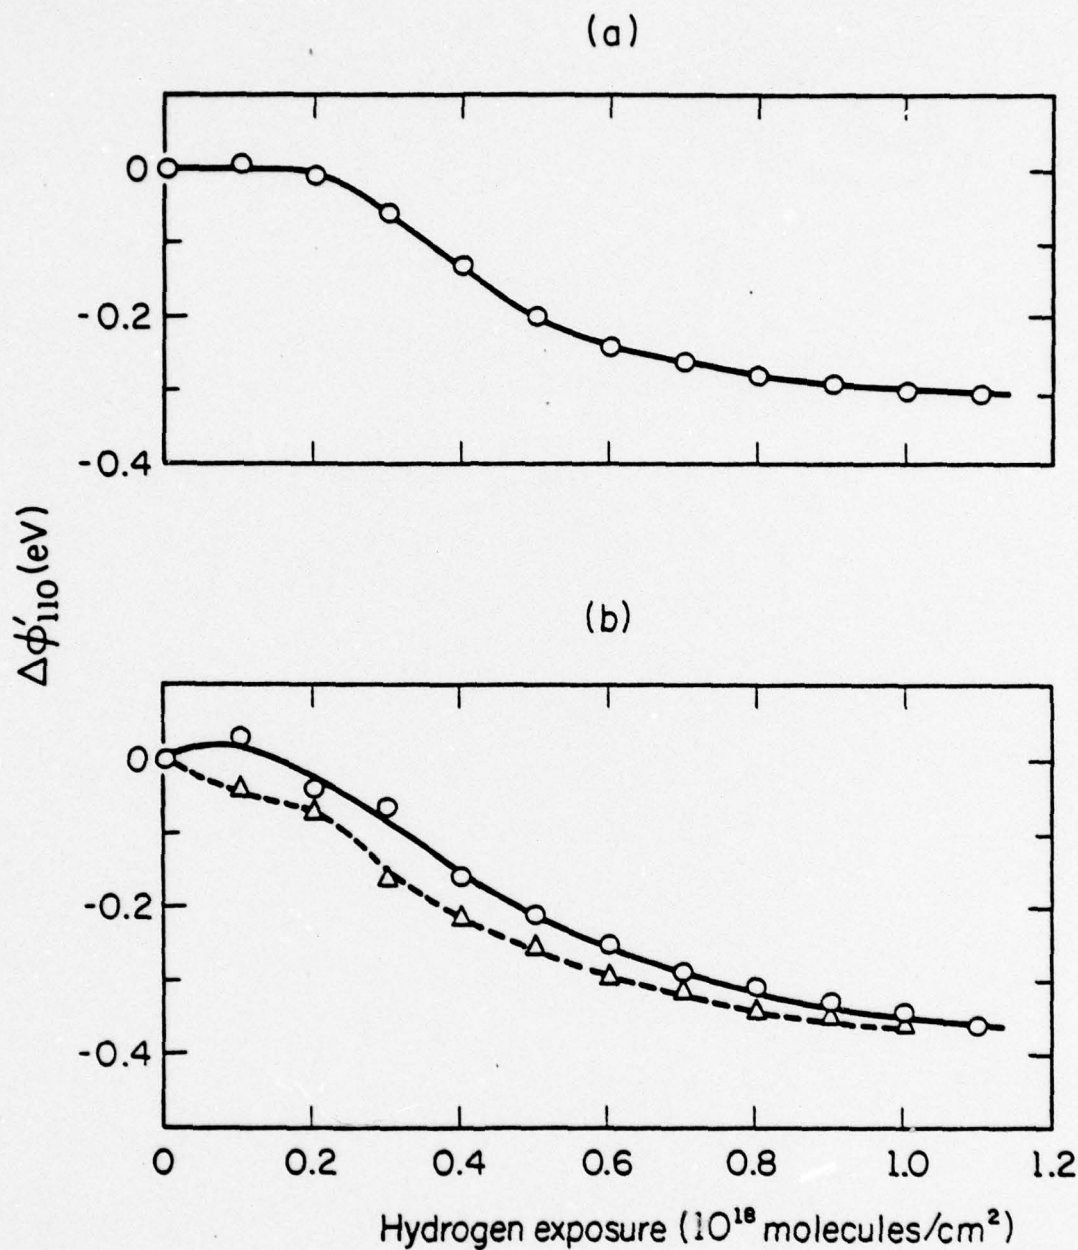 (a)
0
-0.2
-0.4
Δϕ′₁₁₀(eV)
(b)
0
-0.2
-0.4
0 0.2 0.4 0.6 0.8 1.0 1.2
Hydrogen exposure (10¹⁸ molecules/cm²)